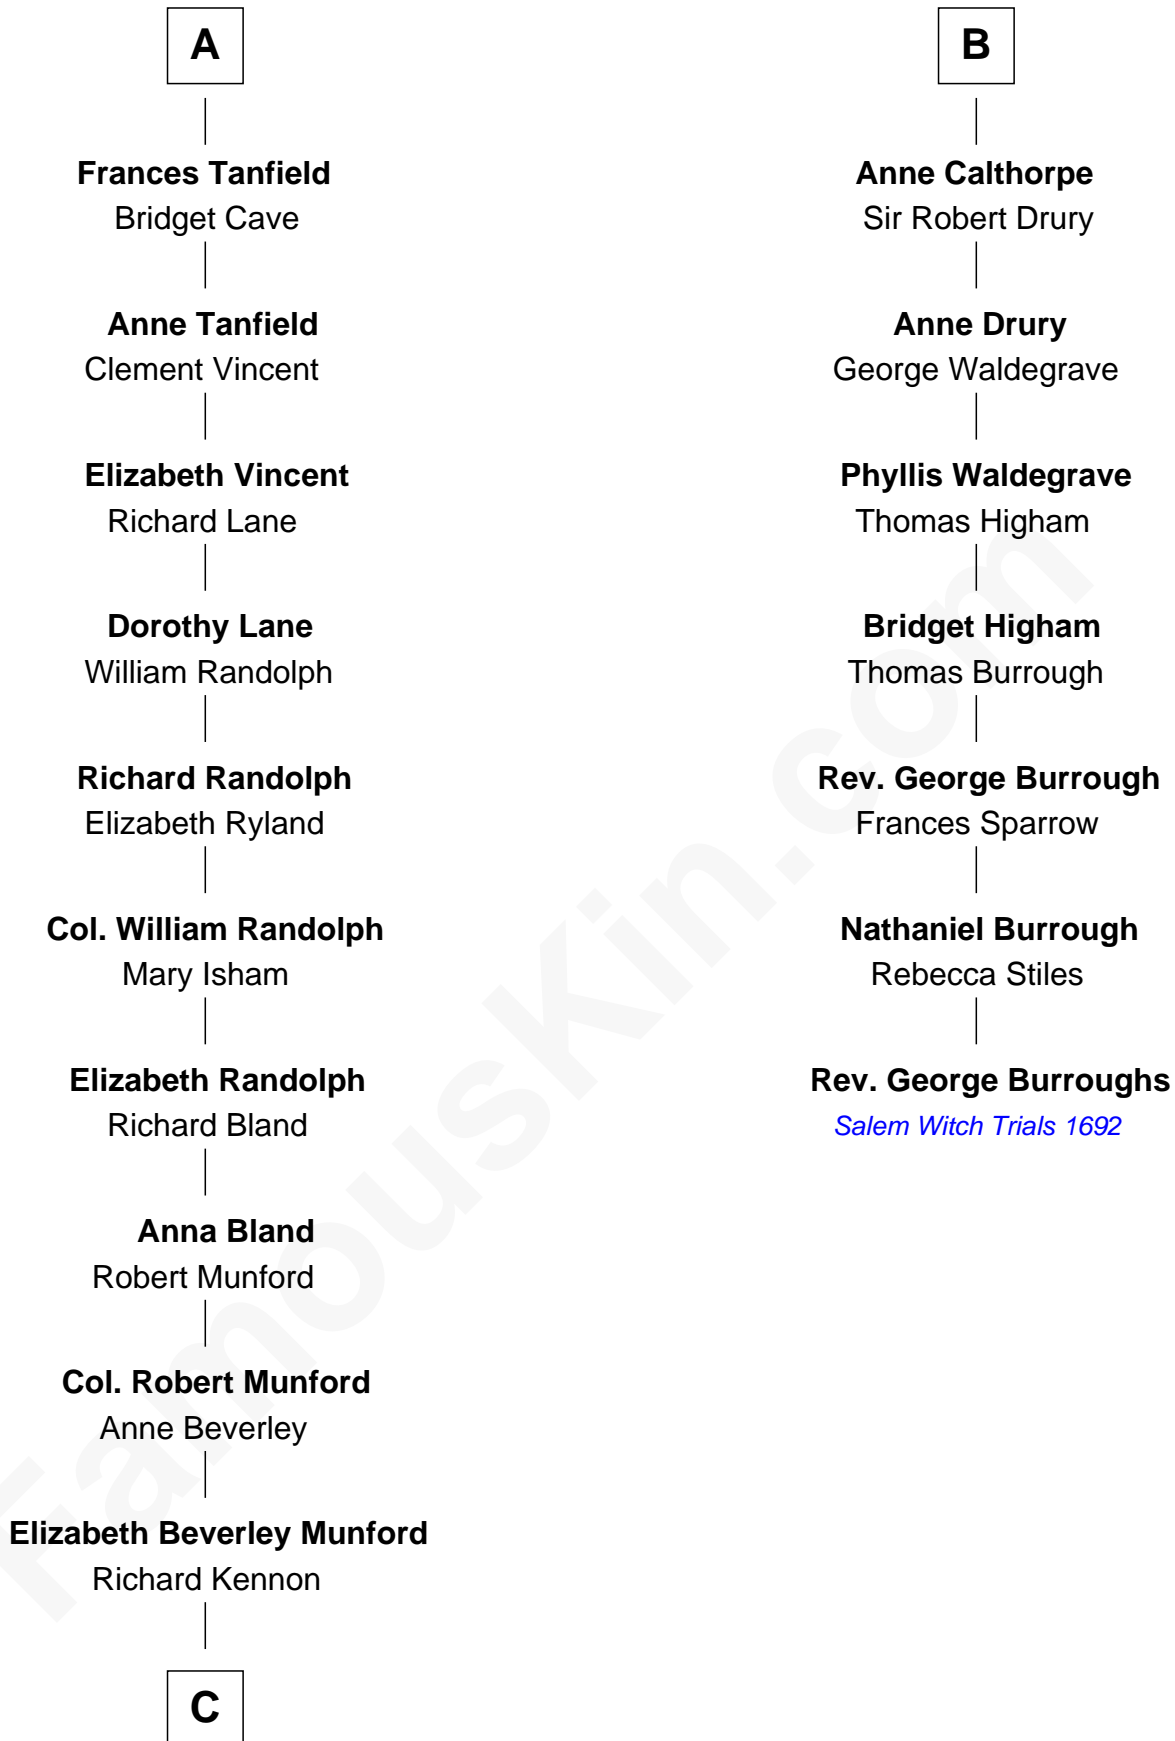 A
Frances Tanfield
Bridget Cave
Anne Tanfield
Clement Vincent
Elizabeth Vincent
Richard Lane
Dorothy Lane
William Randolph
Richard Randolph
Elizabeth Ryland
Col. William Randolph
Mary Isham
Elizabeth Randolph
Richard Bland
Anna Bland
Robert Munford
Col. Robert Munford
Anne Beverley
Elizabeth Beverley Munford
Richard Kennon
C
B
Anne Calthorpe
Sir Robert Drury
Anne Drury
George Waldegrave
Phyllis Waldegrave
Thomas Higham
Bridget Higham
Thomas Burrough
Rev. George Burrough
Frances Sparrow
Nathaniel Burrough
Rebecca Stiles
Rev. George Burroughs
Salem Witch Trials 1692
FamousKin.com